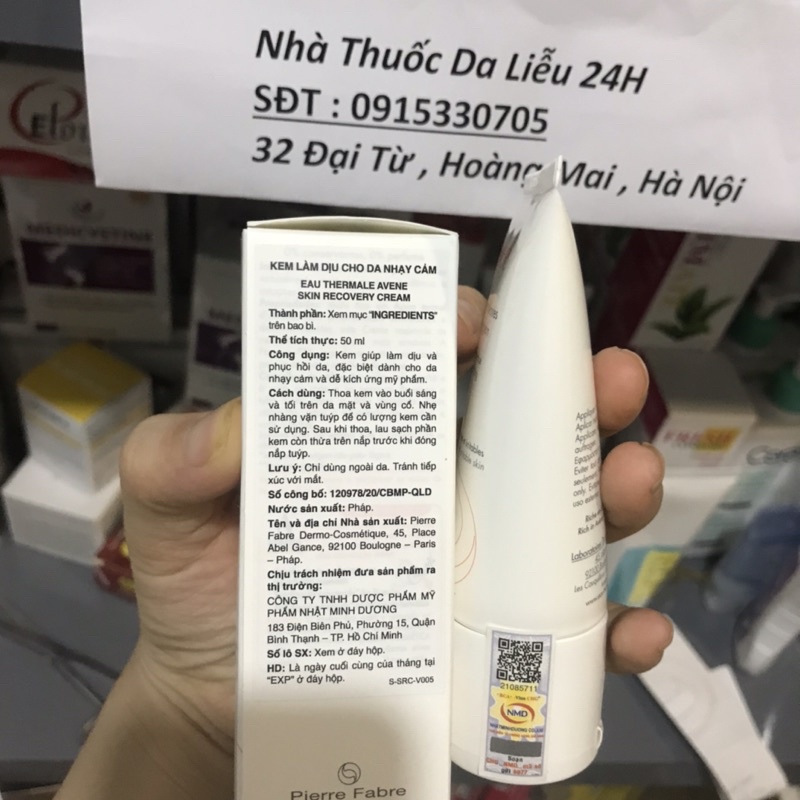 Nhà Thuốc Da Liễu 24H
SĐT : 0915330705
32 Đại Từ , Hoàng Mai , Hà Nội
MEDICYSTINE
KEM LÀM DỊU CHO DA NHẠY CẢM
EAU THERMALE AVENE
SKIN RECOVERY CREAM
Thành phần: Xem mục "INGREDIENTS"
trên bao bì.
Thể tích thực: 50 ml
Công dụng: Kem giúp làm dịu và
phục hồi da, đặc biệt dành cho da
nhạy cảm và dễ kích ứng mỹ phẩm.
Cách dùng: Thoa kem vào buổi sáng
và tối trên da mặt và vùng cổ. Nhẹ
nhàng vặn tuýp để có lượng kem cần
sử dụng. Sau khi thoa, lau sạch phần
kem còn thừa trên nắp trước khi đóng
nắp tuýp.
Lưu ý: Chỉ dùng ngoài da. Tránh tiếp
xúc với mắt.
Số công bố: 120978/20/CBMP-QLD
Nước sản xuất: Pháp.
Tên và địa chỉ Nhà sản xuất: Pierre
Fabre Dermo-Cosmétique, 45, Place
Abel Gance, 92100 Boulogne – Paris
– Pháp.
Chịu trách nhiệm đưa sản phẩm ra
thị trường:
CÔNG TY TNHH DƯỢC PHẨM MỸ
PHẨM NHẬT MINH DƯƠNG
183 Điện Biên Phủ, Phường 15, Quận
Bình Thạnh – TP. Hồ Chí Minh
Số lô SX: Xem ở đáy hộp.
HD: Là ngày cuối cùng của tháng tại
"EXP" ở đáy hộp.
S-SRC-V005
Pierre Fabre
21085711
NMD